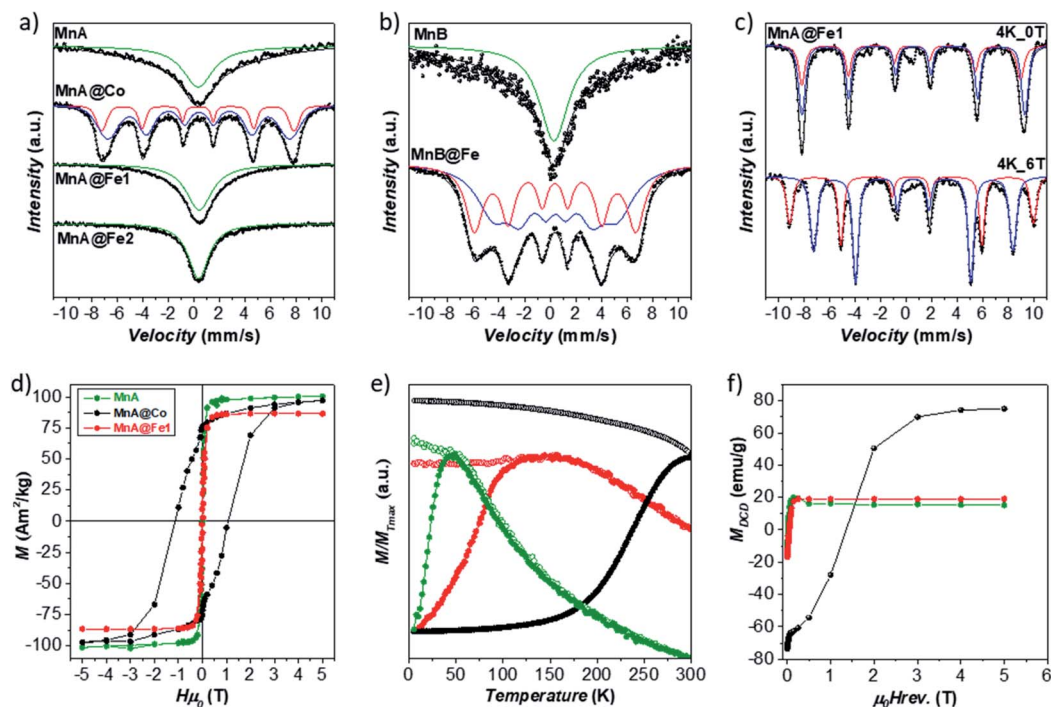 a)
MnA
MnA@Co
MnA@Fe1
MnA@Fe2
Intensity (a.u.)
-10 -8 -6 -4 -2 0 2 4 6 8 10
Velocity (mm/s)
b)
MnB
MnB@Fe
Intensity (a.u.)
-10 -8 -6 -4 -2 0 2 4 6 8 10
Velocity (mm/s)
c)
MnA@Fe1 4K_0T
4K_6T
Intensity (a.u.)
-10 -8 -6 -4 -2 0 2 4 6 8 10
Velocity (mm/s)
d)
MnA
MnA@Co
MnA@Fe1
M (Am²/kg)
100
75
50
25
0
-25
-50
-75
-100
-5 -4 -3 -2 -1 0 1 2 3 4 5
Hμ₀ (T)
e)
M/M_Tmax (a.u.)
0 50 100 150 200 250 300
Temperature (K)
f)
M_DCD (emu/g)
80
60
40
20
0
-20
-40
-60
-80
0 1 2 3 4 5 6
μ₀Hrev. (T)